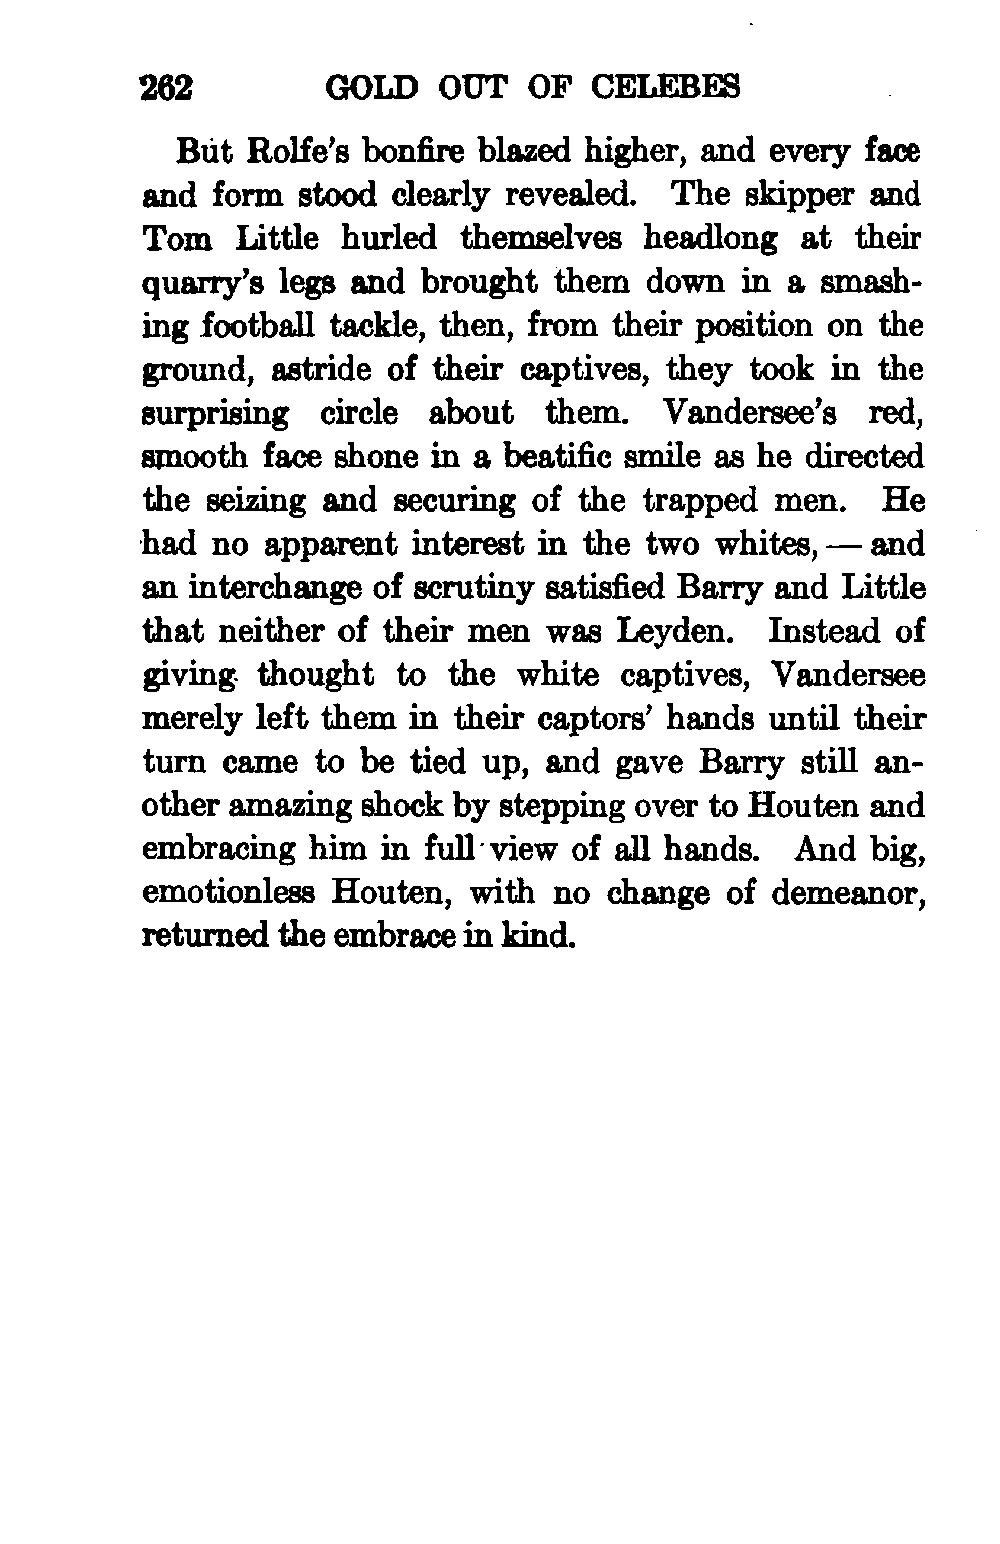 262 GOLD OUT OF CELEBES
But Rolfe's bonfire blazed higher, and every face
and form stood clearly revealed. The skipper and
Tom Little hurled themselves headlong at their
quarry's legs and brought them down in a smash-
ing football tackle, then, from their position on the
ground, astride of their captives, they took in the
surprising circle about them. Vandersee's red,
smooth face shone in a beatific smile as he directed
the seizing and securing of the trapped men. He
had no apparent interest in the two whites, — and
an interchange of scrutiny satisfied Barry and Little
that neither of their men was Leyden. Instead of
giving thought to the white captives, Vandersee
merely left them in their captors' hands until their
turn came to be tied up, and gave Barry still an-
other amazing shock by stepping over to Houten and
embracing him in full view of all hands. And big,
emotionless Houten, with no change of demeanor,
returned the embrace in kind.